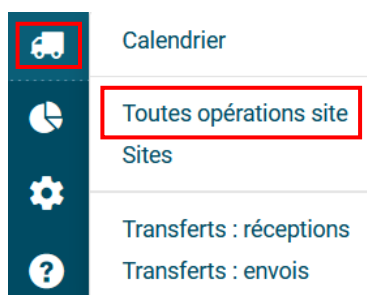 Calendrier
Toutes opérations site
Sites
Transferts : réceptions
Transferts : envois
?